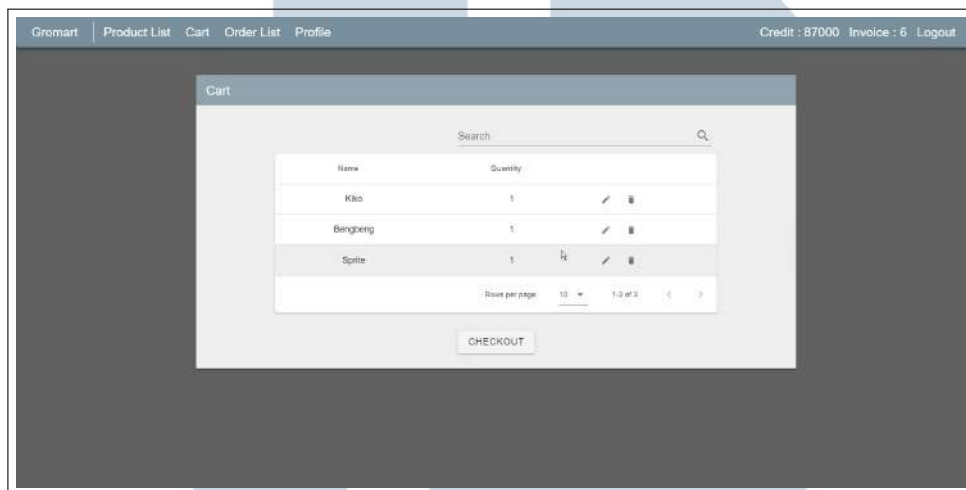 Gromart Product List Cart Order List Profile Credit : 87000 Invoice : 6 Logout
Cart
Search
Name Quantity
Kiko 1
Bengbeng 1
Sprite 1
Rows per page: 10 1-3 of 3
CHECKOUT